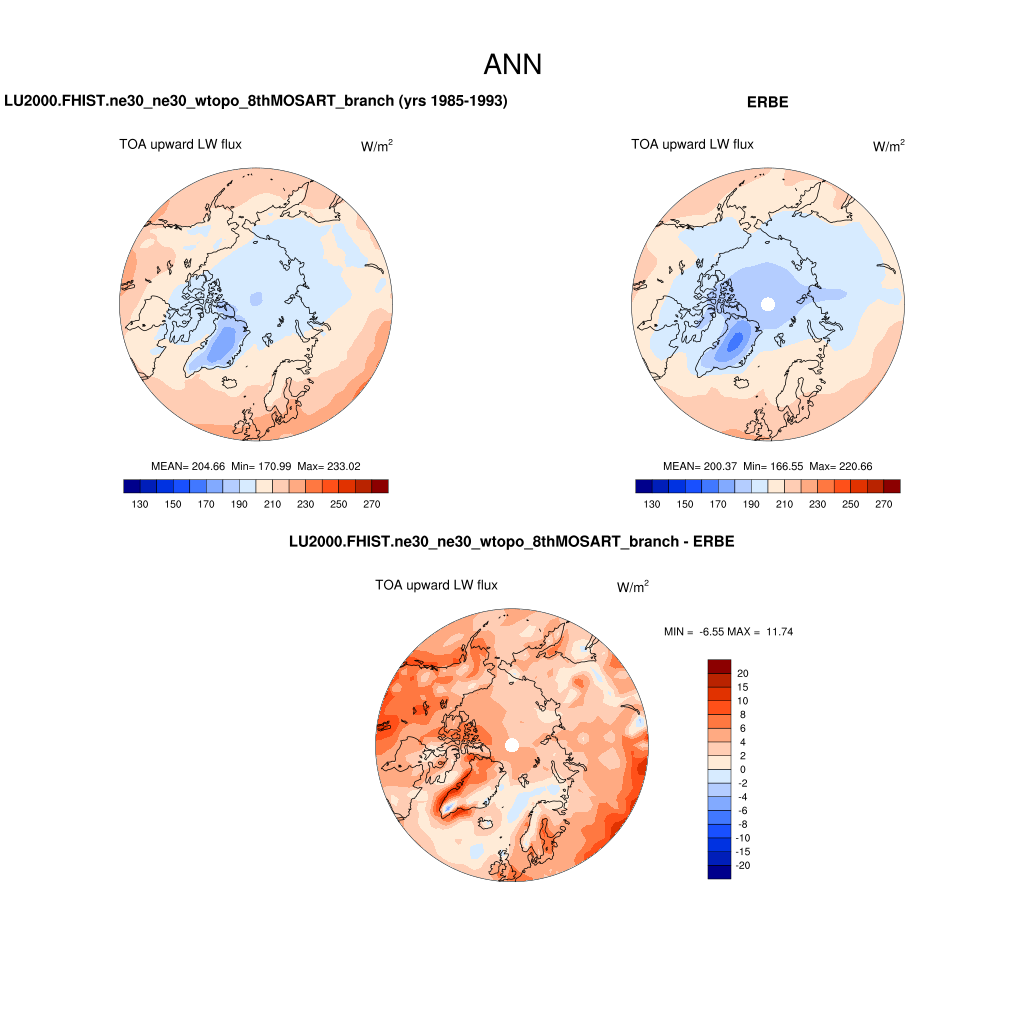 ANN
LU2000.FHIST.ne30_ne30_wtopo_8thMOSART_branch (yrs 1985-1993)
ERBE
TOA upward LW flux W/m2
TOA upward LW flux W/m2
MEAN= 204.66 Min= 170.99 Max= 233.02
MEAN= 200.37 Min= 166.55 Max= 220.66
130 150 170 190 210 230 250 270
130 150 170 190 210 230 250 270
LU2000.FHIST.ne30_ne30_wtopo_8thMOSART_branch - ERBE
TOA upward LW flux W/m2
MIN = -6.55 MAX = 11.74
20
15
10
8
6
4
2
0
-2
-4
-6
-8
-10
-15
-20